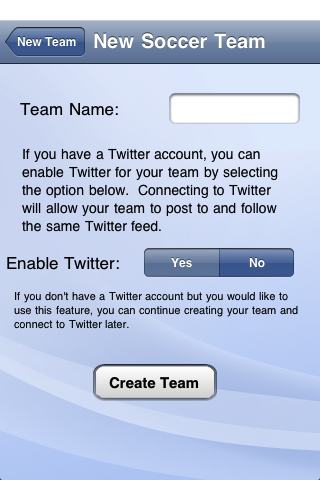 New Team
New Soccer Team
Team Name:
If you have a Twitter account, you can
enable Twitter for your team by selecting
the option below.  Connecting to Twitter
will allow your team to post to and follow
the same Twitter feed.
Enable Twitter:
Yes
No
If you don't have a Twitter account but you would like to
use this feature, you can continue creating your team and
connect to Twitter later.
Create Team